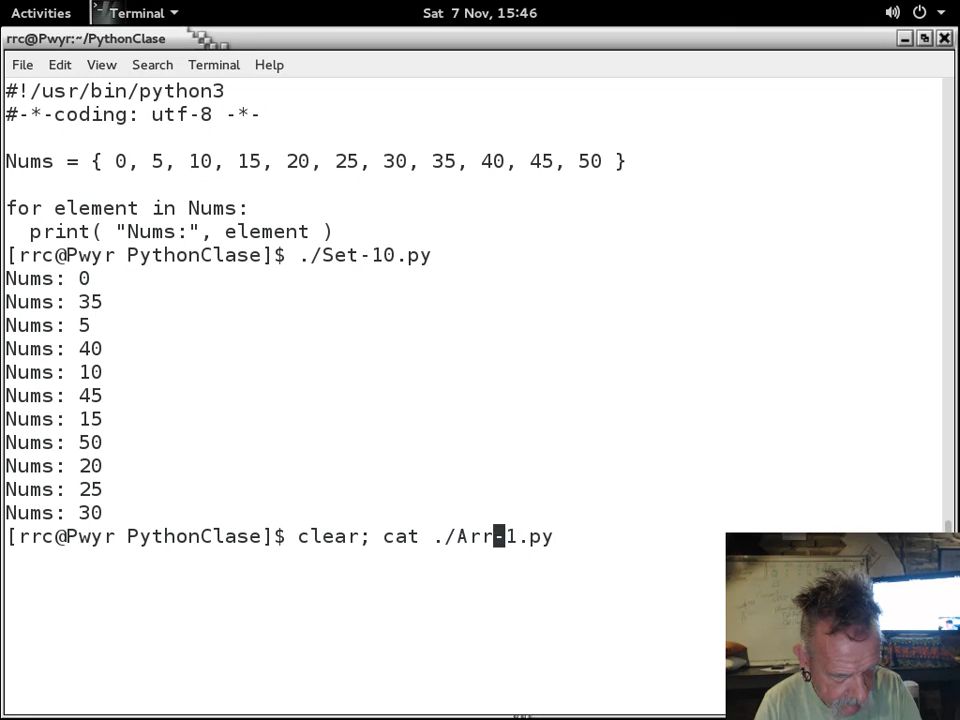 Activities
Terminal
Sat 7 Nov, 15:46
rrc@Pwyr:~/PythonClase
File Edit View Search Terminal Help
#!/usr/bin/python3
#-*-coding: utf-8 -*-
Nums = { 0, 5, 10, 15, 20, 25, 30, 35, 40, 45, 50 }
for element in Nums:
  print( "Nums:", element )
[rrc@Pwyr PythonClase]$ ./Set-10.py
Nums: 0
Nums: 35
Nums: 5
Nums: 40
Nums: 10
Nums: 45
Nums: 15
Nums: 50
Nums: 20
Nums: 25
Nums: 30
[rrc@Pwyr PythonClase]$ clear; cat ./Arr-1.py